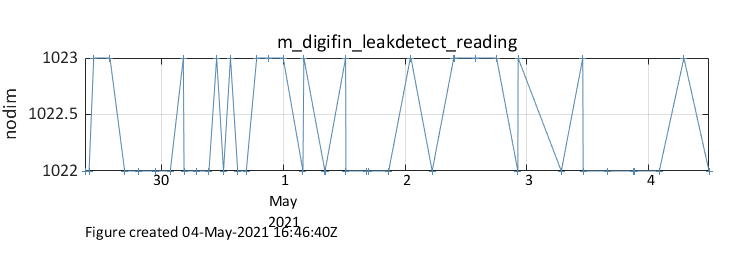 m_digifin_leakdetect_reading
1023
1022.5
1022
nodim
30 1 2 3 4
May
2021
Figure created 04-May-2021 16:46:40Z